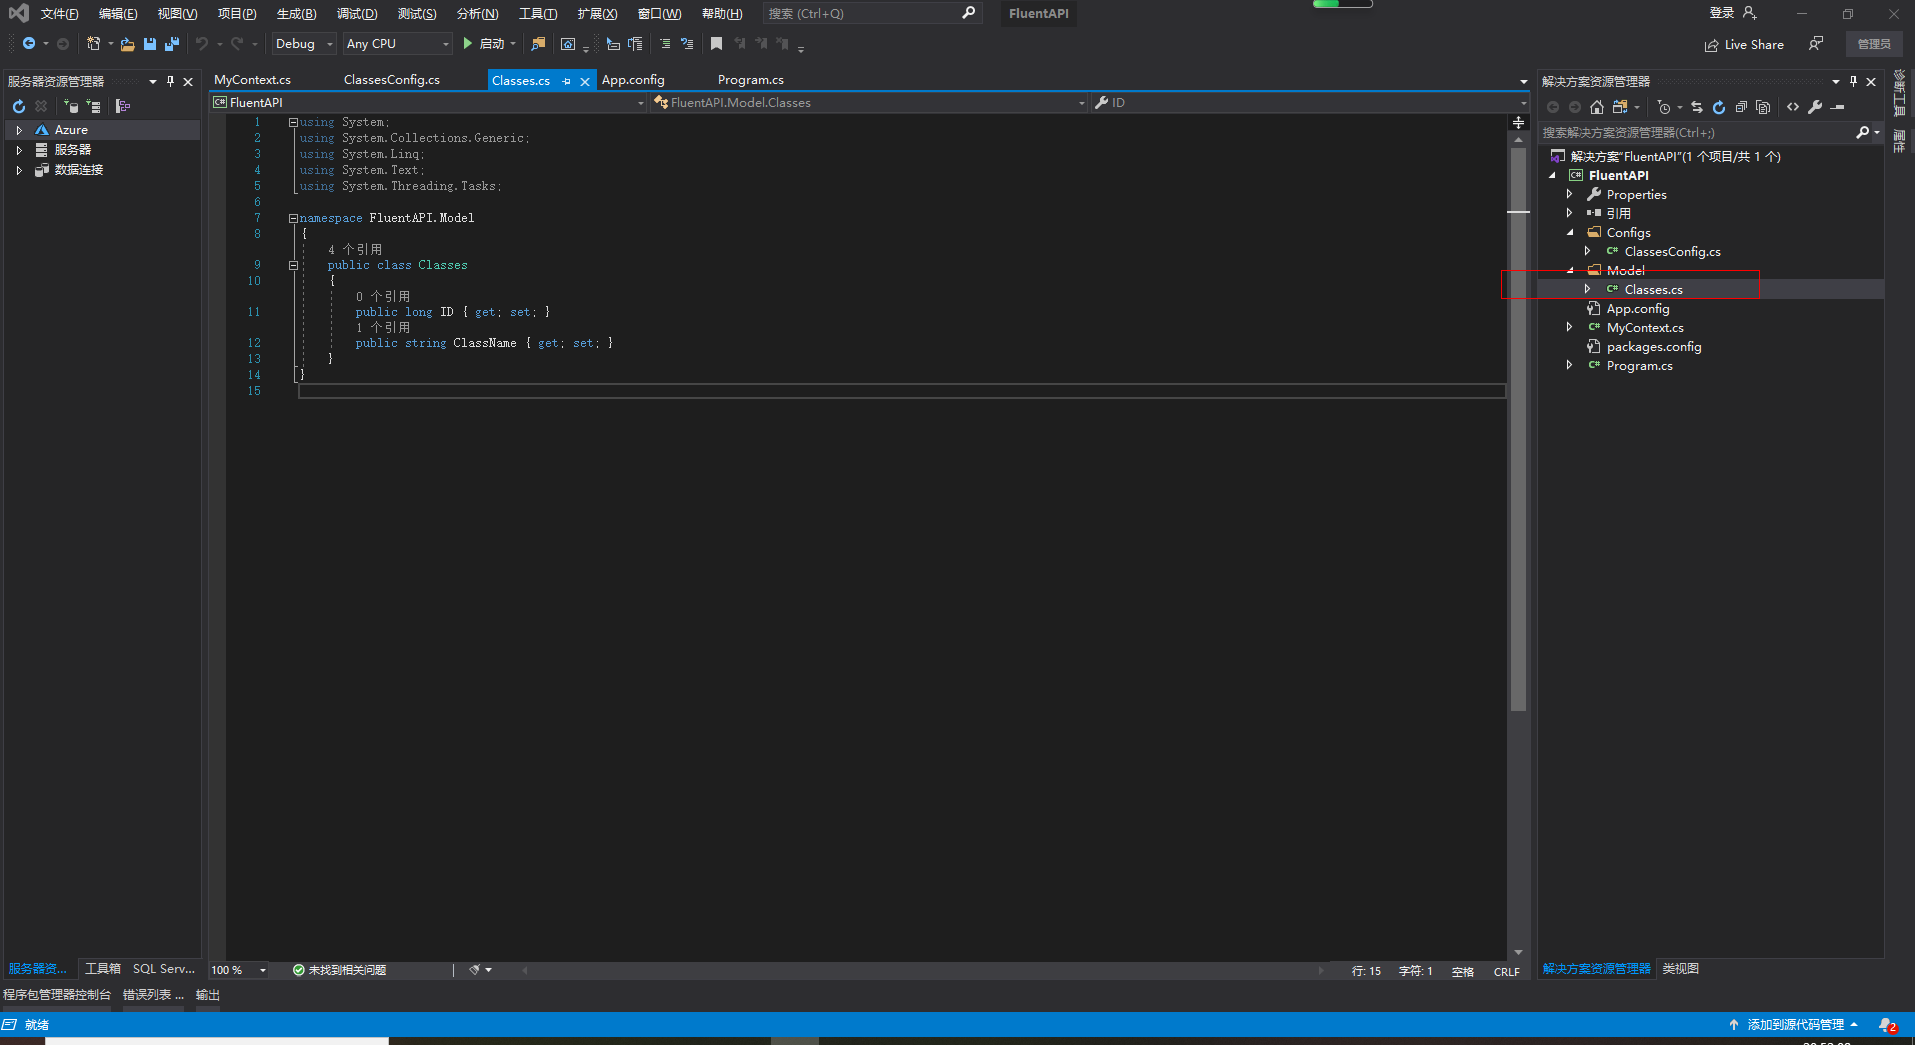 文件(F) 编辑(E) 视图(V) 项目(P) 生成(B) 调试(D) 测试(S) 分析(N) 工具(T) 扩展(X) 窗口(W) 帮助(H) 搜索 (Ctrl+Q) FluentAPI 登录
Debug Any CPU 启动 Live Share 管理员
服务器资源管理器
Azure
服务器
数据连接
MyContext.cs ClassesConfig.cs Classes.cs App.config Program.cs
FluentAPI FluentAPI.Model.Classes ID
1 using System;
2 using System.Collections.Generic;
3 using System.Linq;
4 using System.Text;
5 using System.Threading.Tasks;
6
7 namespace FluentAPI.Model
8 {
4 个引用
9 public class Classes
10 {
0 个引用
11 public long ID { get; set; }
1 个引用
12 public string ClassName { get; set; }
13 }
14 }
15
解决方案资源管理器
搜索解决方案资源管理器(Ctrl+;)
解决方案"FluentAPI"(1 个项目/共 1 个)
FluentAPI
Properties
引用
Configs
ClassesConfig.cs
Model
Classes.cs
App.config
MyContext.cs
packages.config
Program.cs
诊断工具
属性
服务器资... 工具箱 SQL Serv... 100 % 未找到相关问题 行: 15 字符: 1 空格 CRLF 解决方案资源管理器 类视图
程序包管理器控制台 错误列表 ... 输出
就绪 添加到源代码管理 2